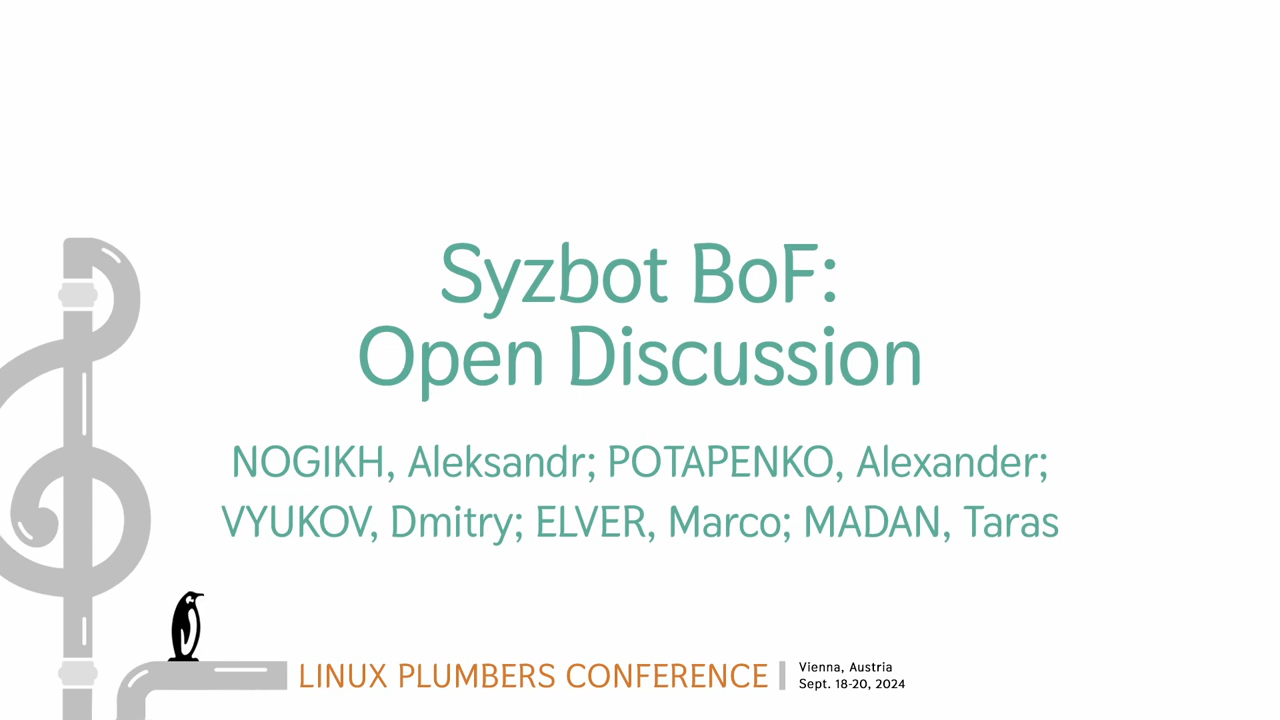 Syzbot BoF:
Open Discussion
NOGIKH, Aleksandr; POTAPENKO, Alexander;
VYUKOV, Dmitry; ELVER, Marco; MADAN, Taras
LINUX PLUMBERS CONFERENCE
Vienna, Austria
Sept. 18-20, 2024